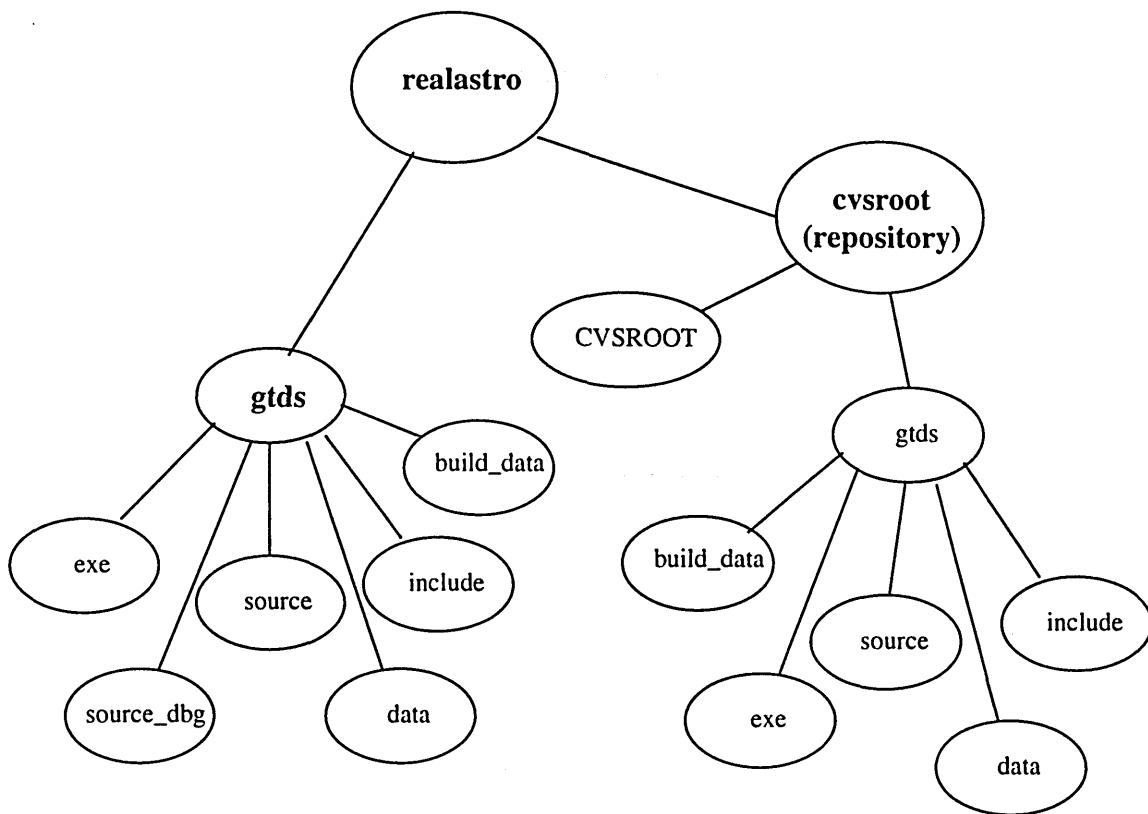 realastro
cvsroot
(repository)
CVSROOT
gtds
gtds
build_data
exe
source
include
source_dbg
data
build_data
source
include
exe
data